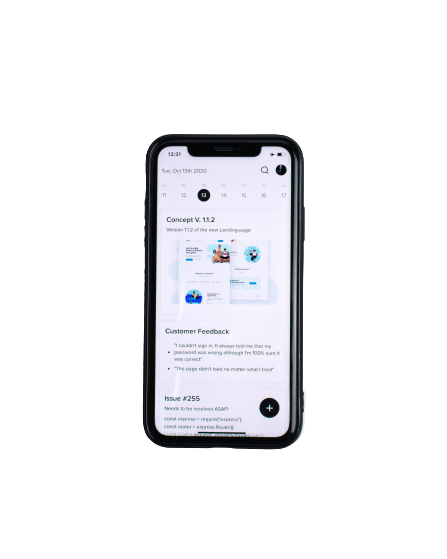 13:31
Tue, Oct 13th 2020
11 12 13 14 15 16 17
Concept V. 1.1.2
Version 1.1.2 of the new Landing-page
Customer Feedback
"I couldn't sign in. It always told me that my
password was wrong although I'm 100% sure it
was correct"
"The page didn't load no matter what I tried"
Issue #255
Needs to be resolved ASAP!
const express = require("express");
const router = express.Router();